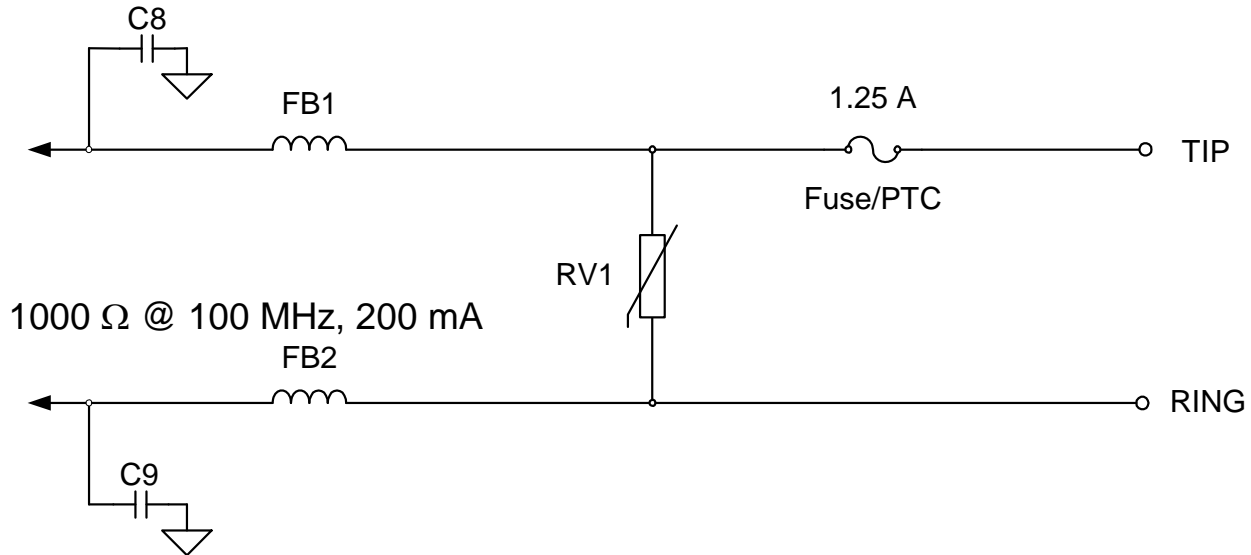 C8
FB1
1.25 A
TIP
Fuse/PTC
RV1
1000 Ω @ 100 MHz, 200 mA
FB2
RING
C9